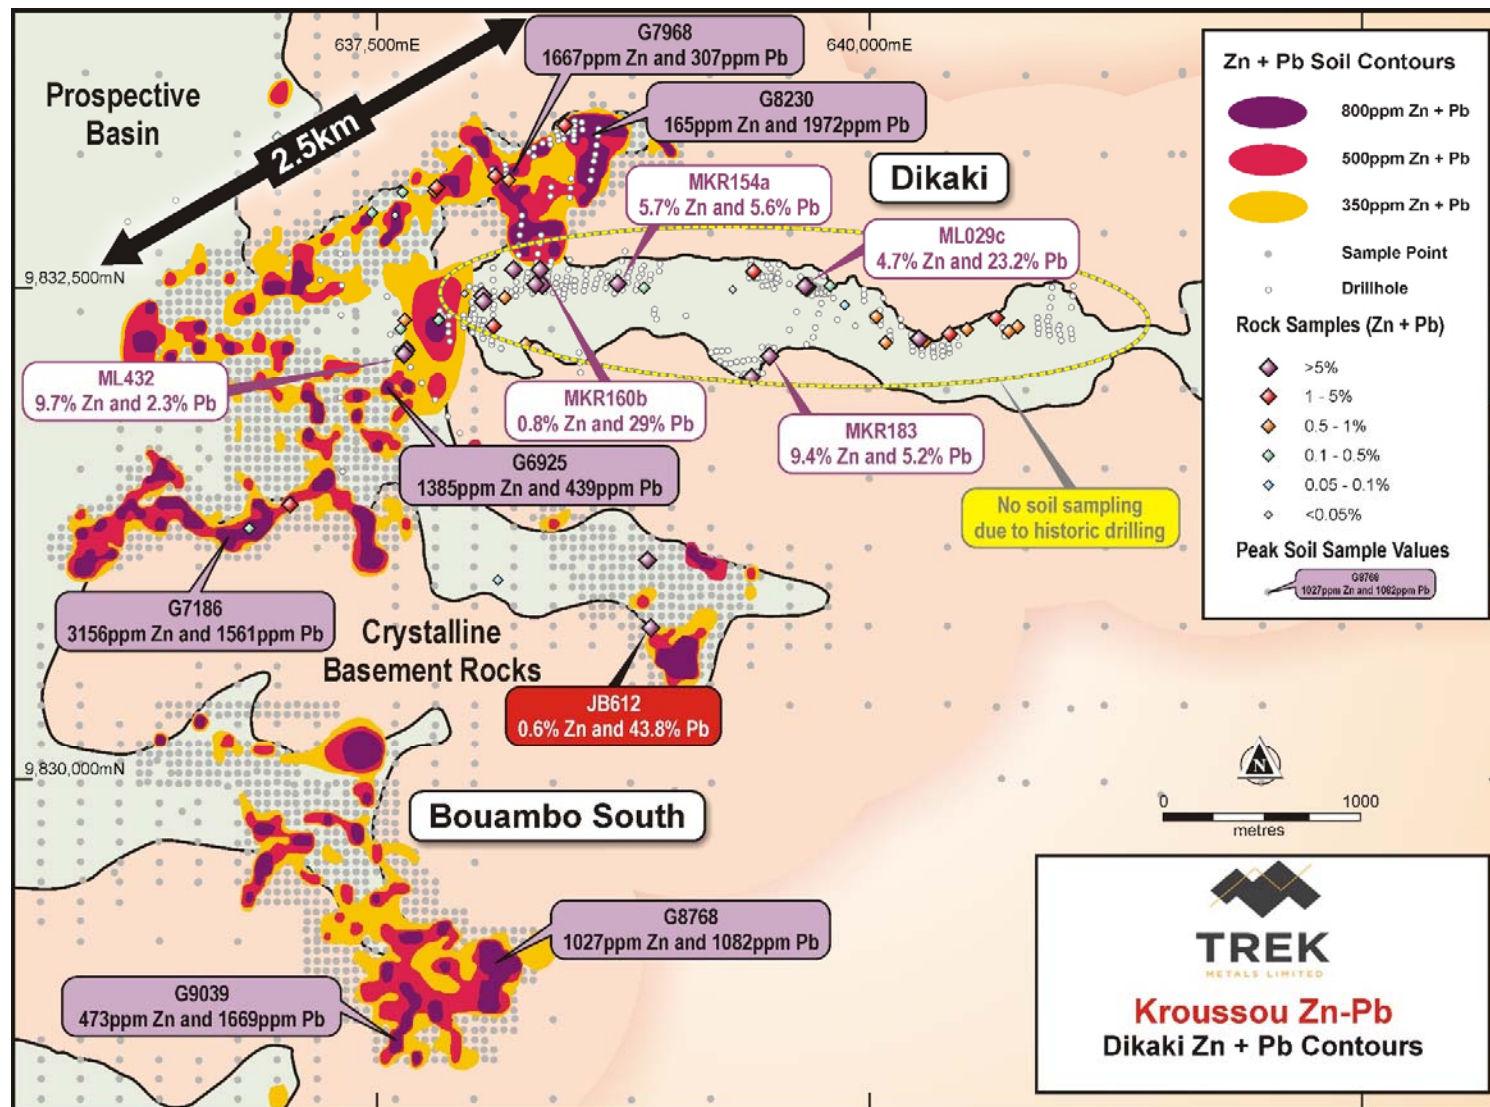 637,500mE
640,000mE
G7968
1667ppm Zn and 307ppm Pb
Prospective
Basin
2.5km
G8230
165ppm Zn and 1972ppm Pb
Dikaki
MKR154a
5.7% Zn and 5.6% Pb
ML029c
4.7% Zn and 23.2% Pb
9,832,500mN
ML432
9.7% Zn and 2.3% Pb
MKR160b
0.8% Zn and 29% Pb
MKR183
9.4% Zn and 5.2% Pb
G6925
1385ppm Zn and 439ppm Pb
No soil sampling
due to historic drilling
G7186
3156ppm Zn and 1561ppm Pb
Crystalline
Basement Rocks
JB612
0.6% Zn and 43.8% Pb
9,830,000mN
Bouambo South
G8768
1027ppm Zn and 1082ppm Pb
G9039
473ppm Zn and 1669ppm Pb
Zn + Pb Soil Contours
800ppm Zn + Pb
500ppm Zn + Pb
350ppm Zn + Pb
Sample Point
Drillhole
Rock Samples (Zn + Pb)
>5%
1 - 5%
0.5 - 1%
0.1 - 0.5%
0.05 - 0.1%
<0.05%
Peak Soil Sample Values
G8768
1027ppm Zn and 1082ppm Pb
N
0 1000
metres
TREK
METALS LIMITED
Kroussou Zn-Pb
Dikaki Zn + Pb Contours